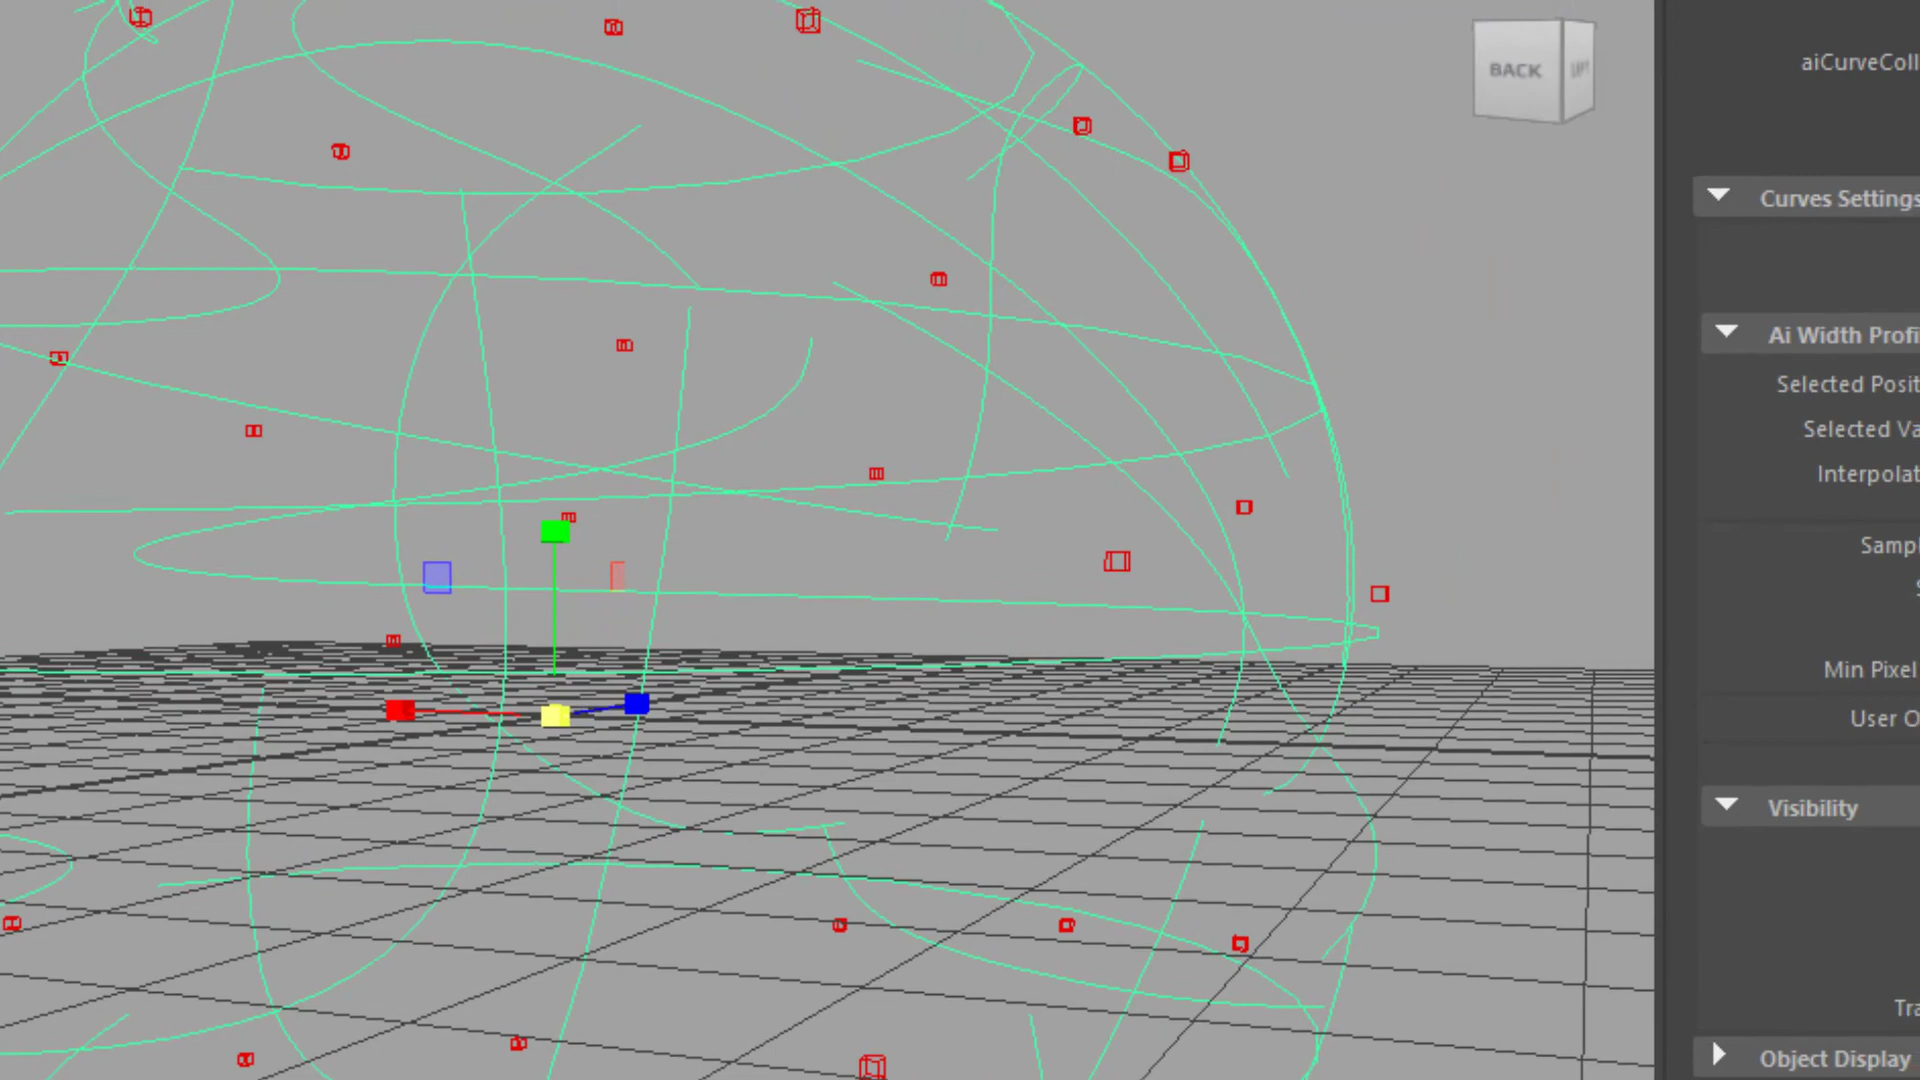 BACK
aiCurveColl
Curves Settings
Ai Width Profi
Selected Posit
Selected Va
Interpolat
Sampl
Min Pixel
User O
Visibility
Tra
Object Display